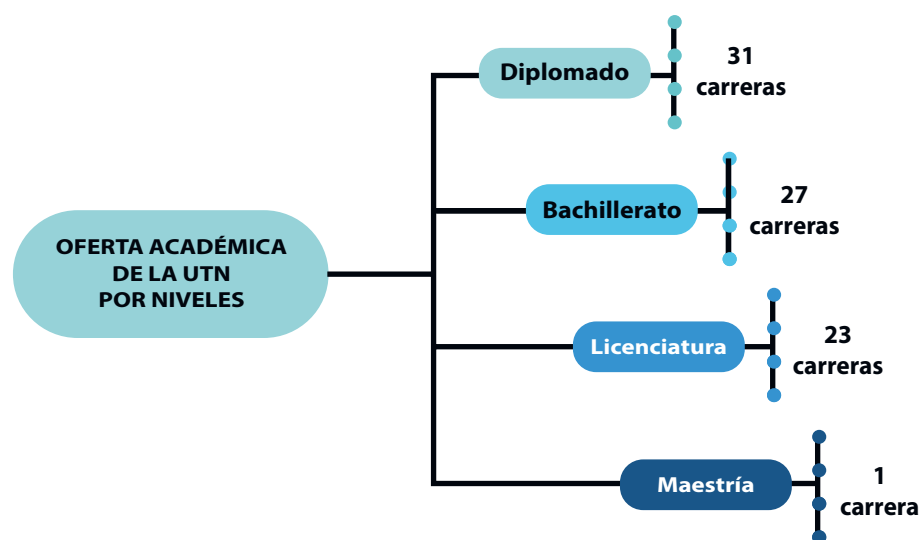 OFERTA ACADÉMICA
DE LA UTN
POR NIVELES
Diplomado
31
carreras
Bachillerato
27
carreras
Licenciatura
23
carreras
Maestría
1
carrera